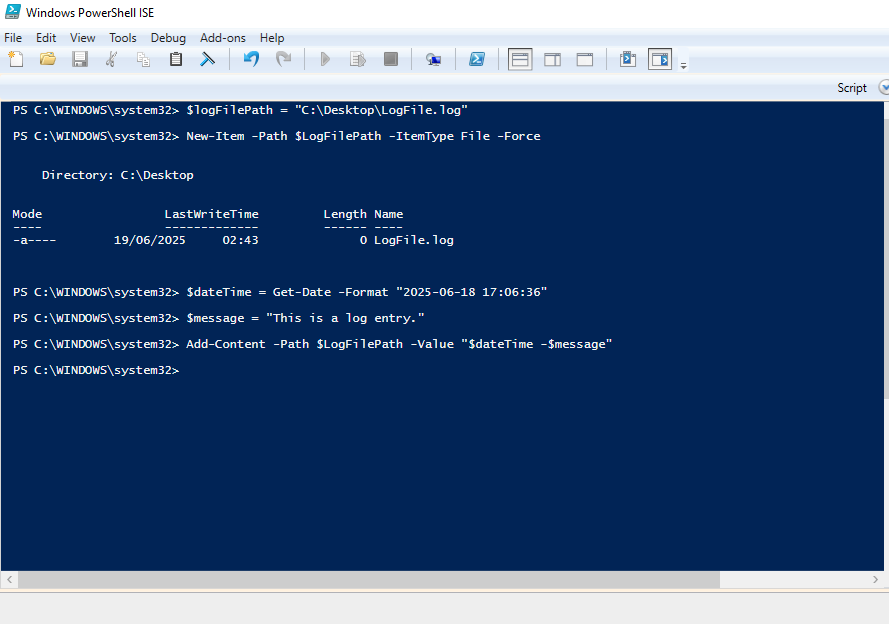 Windows PowerShell ISE
File Edit View Tools Debug Add-ons Help
Script
PS C:\WINDOWS\system32> $logFilePath = "C:\Desktop\LogFile.log"
PS C:\WINDOWS\system32> New-Item -Path $LogFilePath -ItemType File -Force
Directory: C:\Desktop
Mode LastWriteTime Length Name
---- ------------- ------ ----
-a---- 19/06/2025 02:43 0 LogFile.log
PS C:\WINDOWS\system32> $dateTime = Get-Date -Format "2025-06-18 17:06:36"
PS C:\WINDOWS\system32> $message = "This is a log entry."
PS C:\WINDOWS\system32> Add-Content -Path $LogFilePath -Value "$dateTime -$message"
PS C:\WINDOWS\system32>